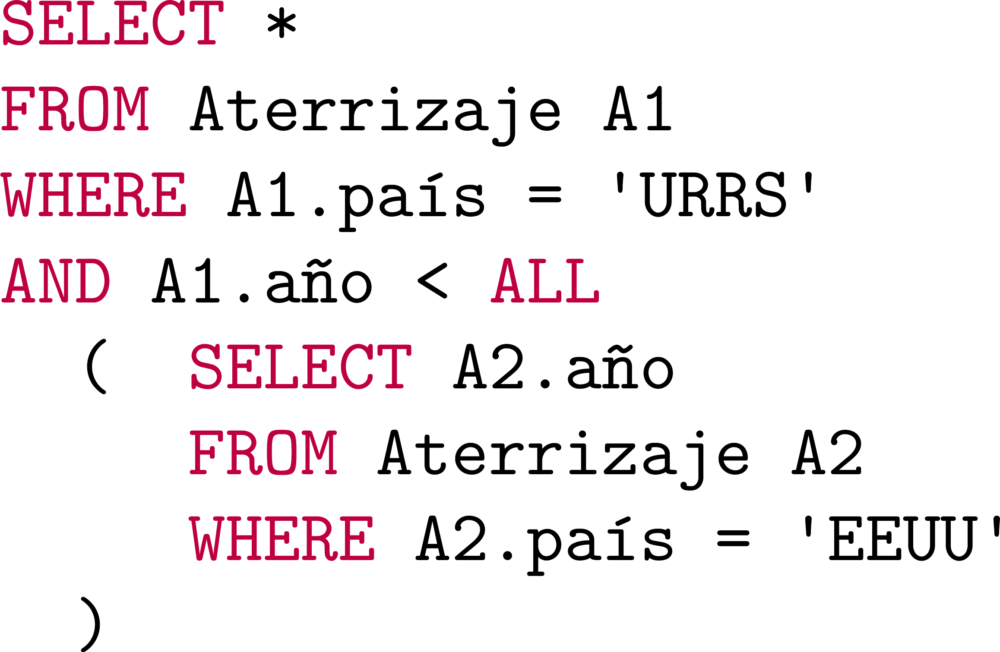 SELECT *
FROM Aterrizaje A1
WHERE A1.país = 'URRS'
AND A1.año < ALL
( SELECT A2.año
FROM Aterrizaje A2
WHERE A2.país = 'EEUU'
)